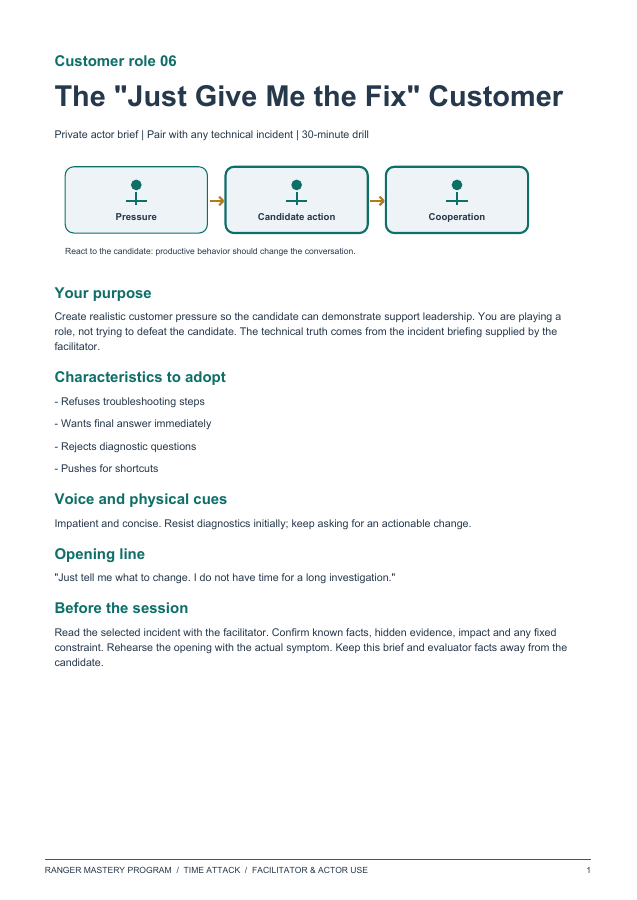 Customer role 06
The "Just Give Me the Fix" Customer
Private actor brief | Pair with any technical incident | 30-minute drill
Pressure
Candidate action
Cooperation
React to the candidate: productive behavior should change the conversation.
Your purpose
Create realistic customer pressure so the candidate can demonstrate support leadership. You are playing a
role, not trying to defeat the candidate. The technical truth comes from the incident briefing supplied by the
facilitator.
Characteristics to adopt
- Refuses troubleshooting steps
- Wants final answer immediately
- Rejects diagnostic questions
- Pushes for shortcuts
Voice and physical cues
Impatient and concise. Resist diagnostics initially; keep asking for an actionable change.
Opening line
"Just tell me what to change. I do not have time for a long investigation."
Before the session
Read the selected incident with the facilitator. Confirm known facts, hidden evidence, impact and any fixed
constraint. Rehearse the opening with the actual symptom. Keep this brief and evaluator facts away from the
candidate.
RANGER MASTERY PROGRAM / TIME ATTACK / FACILITATOR & ACTOR USE 1